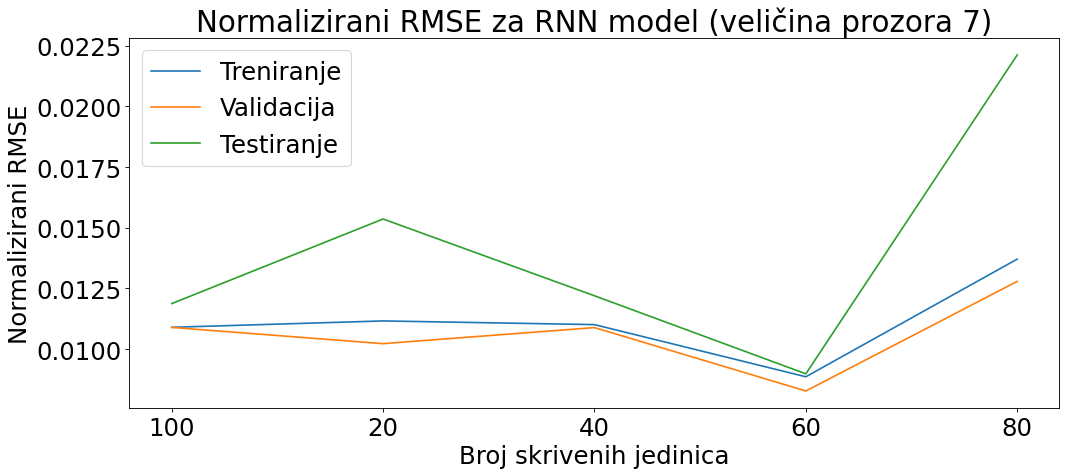 Normalizirani RMSE za RNN model (veličina prozora 7)
Normalizirani RMSE
0.0225
0.0200
0.0175
0.0150
0.0125
0.0100
Treniranje
Validacija
Testiranje
100 20 40 60 80
Broj skrivenih jedinica